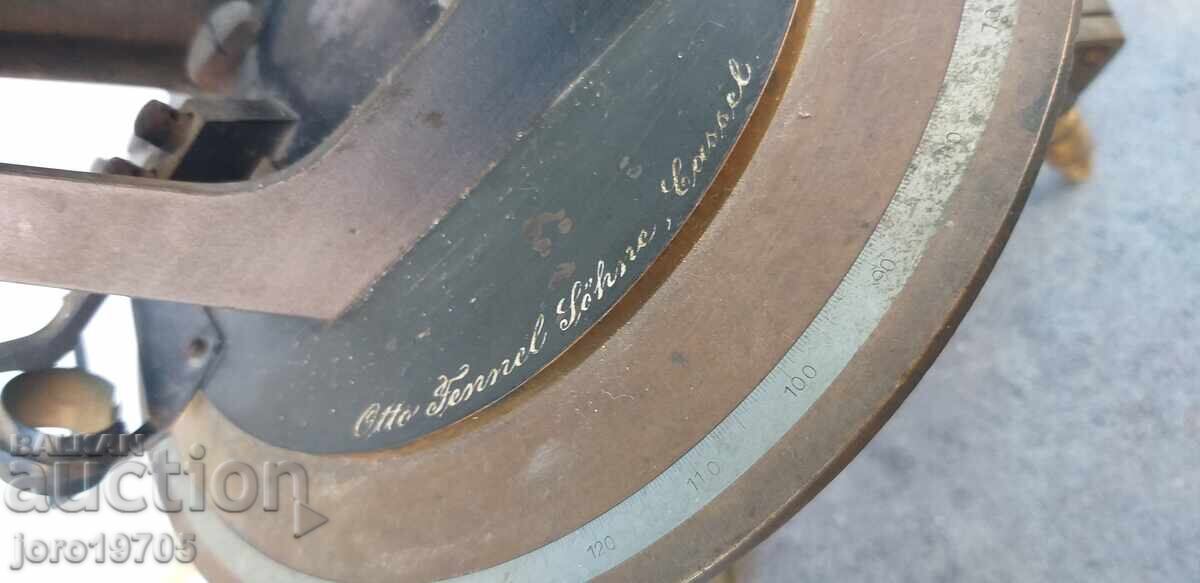 Otto Fennel Söhne, Cassel
70
80
90
100
110
120
BALKAN
auction
joro19705